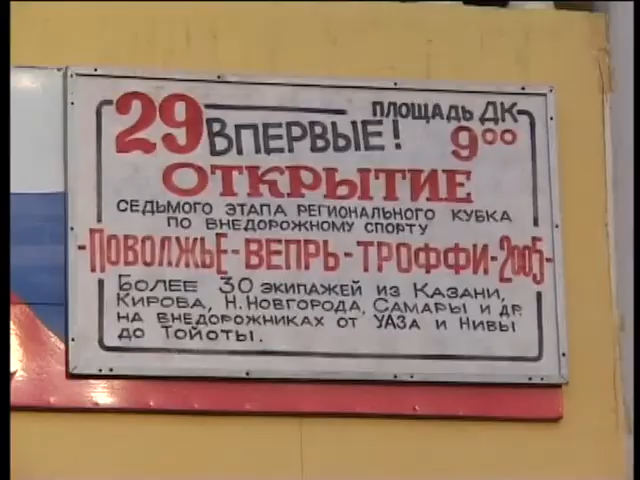 29 ВПЕРВЫЕ! ПЛОЩАДЬ ДК 9⁰⁰
ОТКРЫТИЕ
СЕДЬМОГО ЭТАПА РЕГИОНАЛЬНОГО КУБКА
ПО ВНЕДОРОЖНОМУ СПОРТУ
-ПОВОЛЖЬЕ-ВЕПРЬ-ТРОФФИ-2005-
БОЛЕЕ 30 ЭКИПАЖЕЙ ИЗ КАЗАНИ,
КИРОВА, Н.НОВГОРОДА, САМАРЫ И ДР.
НА ВНЕДОРОЖНИКАХ ОТ УАЗА И НИВЫ
ДО ТОЙОТЫ.